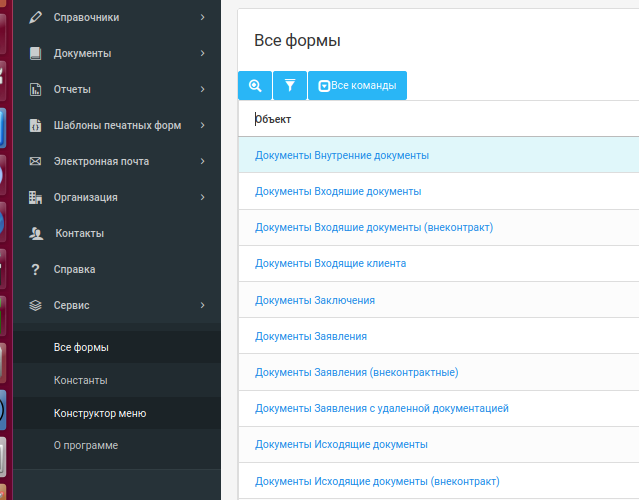 Справочники
Документы
Отчеты
Шаблоны печатных форм
Электронная почта
Организация
Контакты
Справка
Сервис
Все формы
Константы
Конструктор меню
О программе
Все формы
Все команды
Объект
Документы Внутренние документы
Документы Входящие документы
Документы Входящие документы (внеконтракт)
Документы Входящие клиента
Документы Заключения
Документы Заявления
Документы Заявления (внеконтрактные)
Документы Заявления с удаленной документацией
Документы Исходящие документы
Документы Исходящие документы (внеконтракт)